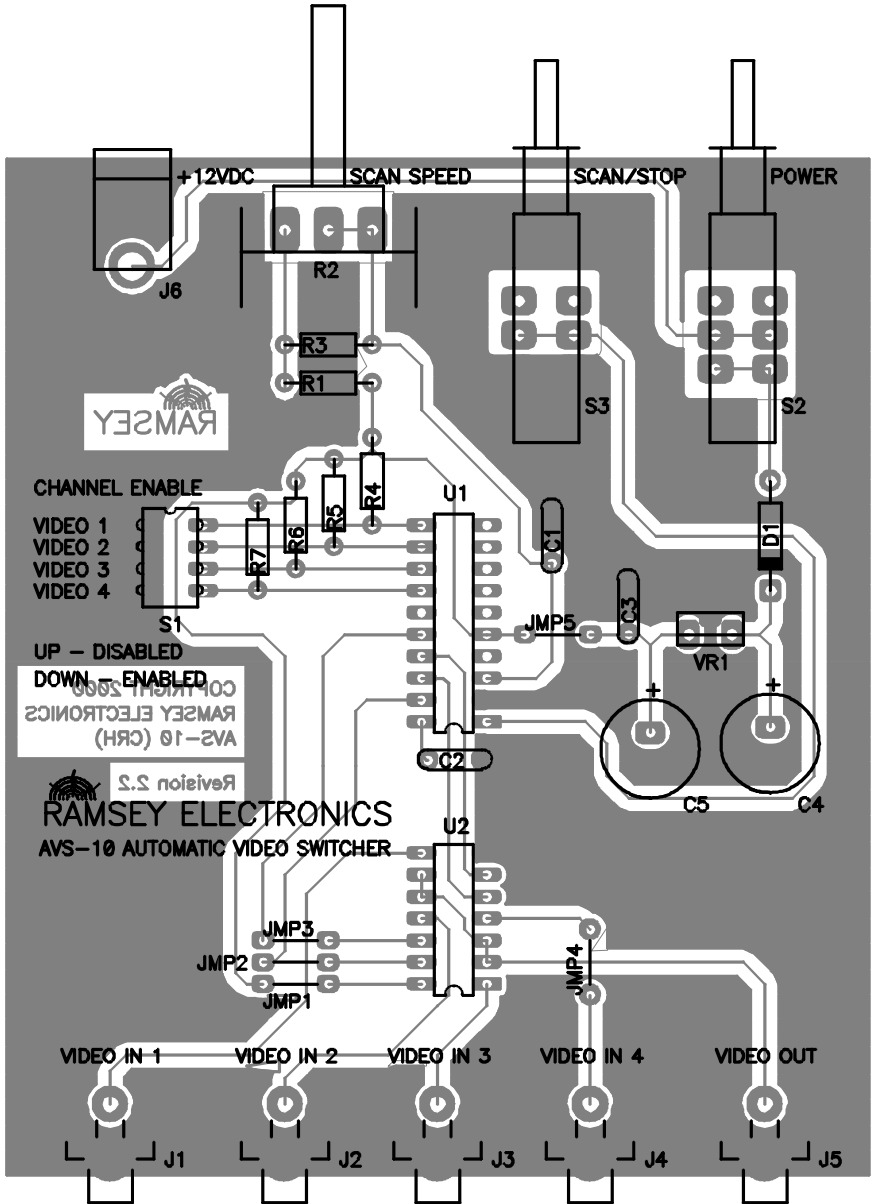 +12VDC SCAN SPEED SCAN/STOP POWER
R2
J6
R3
R1
S3 S2
RAMSEY
CHANNEL ENABLE
U1
R4
R5
R6
R7
C1
D1
VIDEO 1
VIDEO 2
VIDEO 3
VIDEO 4
S1
JMP5
C3
VR1
UP - DISABLED
DOWN - ENABLED
COPYRIGHT 2000
RAMSEY ELECTRONICS
AVS-10 (CRH)
+ +
C2
Revision 2.2
C5 C4
RAMSEY ELECTRONICS
U2
AVS-10 AUTOMATIC VIDEO SWITCHER
JMP3
JMP2
JMP1
JMP4
VIDEO IN 1 VIDEO IN 2 VIDEO IN 3 VIDEO IN 4 VIDEO OUT
J1 J2 J3 J4 J5